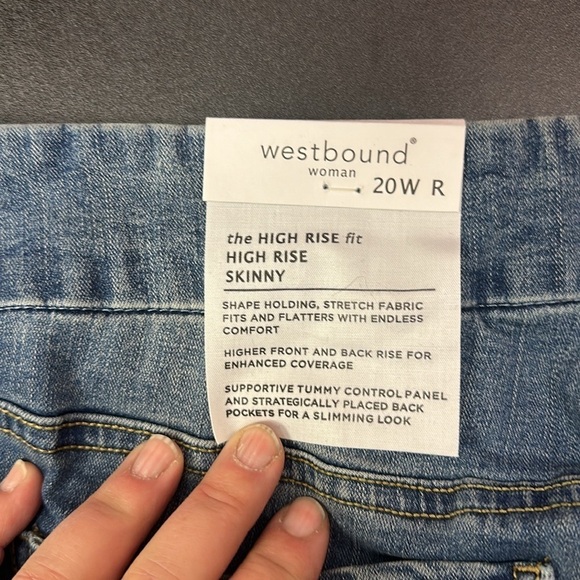 westbound®
woman
20W R
the HIGH RISE fit
HIGH RISE
SKINNY
SHAPE HOLDING, STRETCH FABRIC
FITS AND FLATTERS WITH ENDLESS
COMFORT
HIGHER FRONT AND BACK RISE FOR
ENHANCED COVERAGE
SUPPORTIVE TUMMY CONTROL PANEL
AND STRATEGICALLY PLACED BACK
POCKETS FOR A SLIMMING LOOK